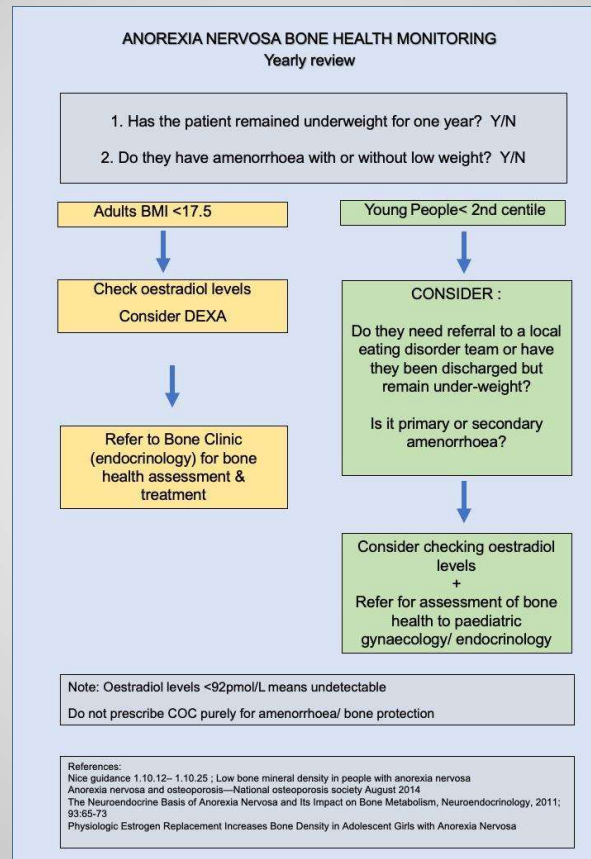 ANOREXIA NERVOSA BONE HEALTH MONITORING
Yearly review
1. Has the patient remained underweight for one year? Y/N
2. Do they have amenorrhoea with or without low weight? Y/N
Adults BMI <17.5
Check oestradiol levels
Consider DEXA
Refer to Bone Clinic
(endocrinology) for bone
health assessment &
treatment
Young People< 2nd centile
CONSIDER :
Do they need referral to a local
eating disorder team or have
they been discharged but
remain under-weight?
Is it primary or secondary
amenorrhoea?
Consider checking oestradiol
levels
+
Refer for assessment of bone
health to paediatric
gynaecology/ endocrinology
Note: Oestradiol levels <92pmol/L means undetectable
Do not prescribe COC purely for amenorrhoea/ bone protection
References:
Nice guidance 1.10.12– 1.10.25 ; Low bone mineral density in people with anorexia nervosa
Anorexia nervosa and osteoporosis—National osteoporosis society August 2014
The Neuroendocrine Basis of Anorexia Nervosa and Its Impact on Bone Metabolism, Neuroendocrinology, 2011;
93:65-73
Physiologic Estrogen Replacement Increases Bone Density in Adolescent Girls with Anorexia Nervosa